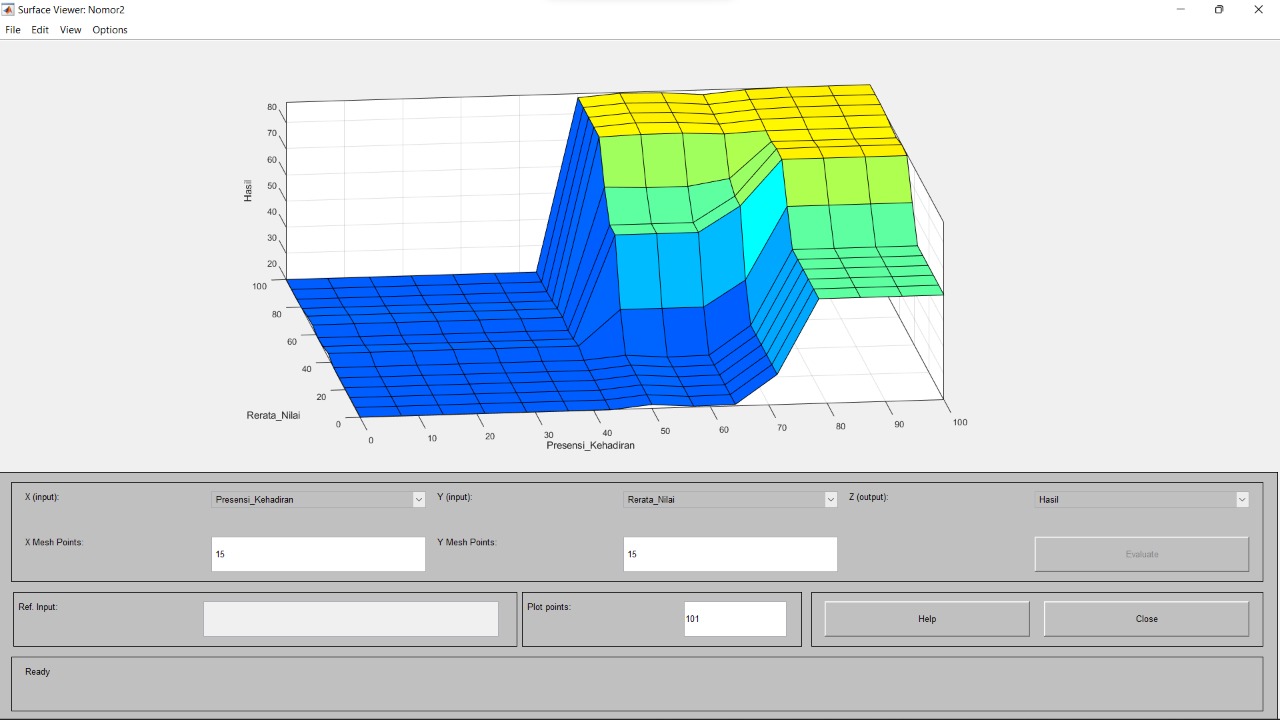 Surface Viewer: Nomor2
File Edit View Options
80
70
60
50
40
30
20
Hasil
100
80
60
40
20
0
Rerata_Nilai
0 10 20 30 40 50 60 70 80 90 100
Presensi_Kehadiran
X (input): Presensi_Kehadiran Y (input): Rerata_Nilai Z (output): Hasil
X Mesh Points: 15 Y Mesh Points: 15 Evaluate
Ref. Input: Plot points: 101 Help Close
Ready